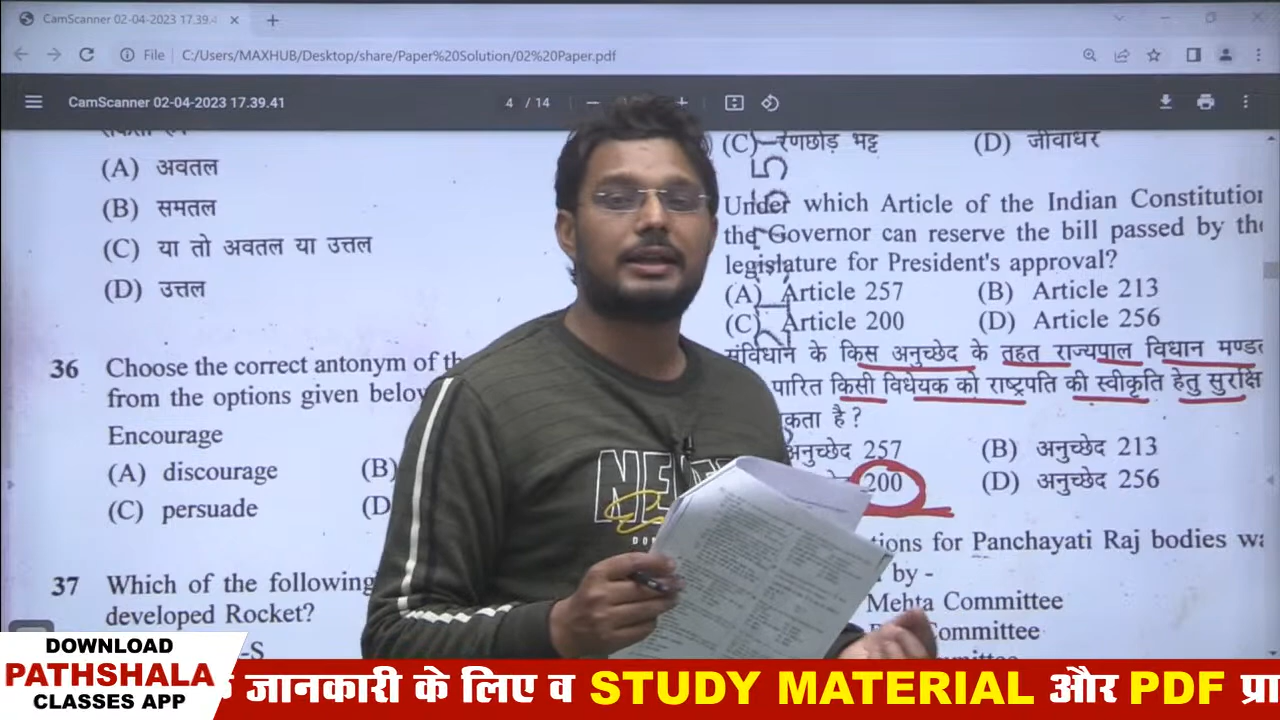 CamScanner 02-04-2023 17.39.4
File C:/Users/MAXHUB/Desktop/share/Paper%20Solution/02%20Paper.pdf
CamScanner 02-04-2023 17.39.41
4 / 14
(A) अवतल
(B) समतल
(C) या तो अवतल या उत्तल
(D) उत्तल
36 Choose the correct antonym of
from the options given below
Encourage
(A) discourage
(B)
(C) persuade
(D
37 Which of the following
developed Rocket?
-S
(C) रणछोड़ भट्ट (D) जीवाधर
Under which Article of the Indian Constitution
the Governor can reserve the bill passed by the
legislature for President's approval?
(A) Article 257 (B) Article 213
(C) Article 200 (D) Article 256
संविधान के किस अनुच्छेद के तहत राज्यपाल विधान मण्डल
पारित किसी विधेयक को राष्ट्रपति की स्वीकृति हेतु सुरक्षि
कता है ?
अनुच्छेद 257 (B) अनुच्छेद 213
200 (D) अनुच्छेद 256
tions for Panchayati Raj bodies wa
by -
Mehta Committee
Committee
NE
DOWNLOAD
PATHSHALA
CLASSES APP
जानकारी के लिए व STUDY MATERIAL और PDF प्रा